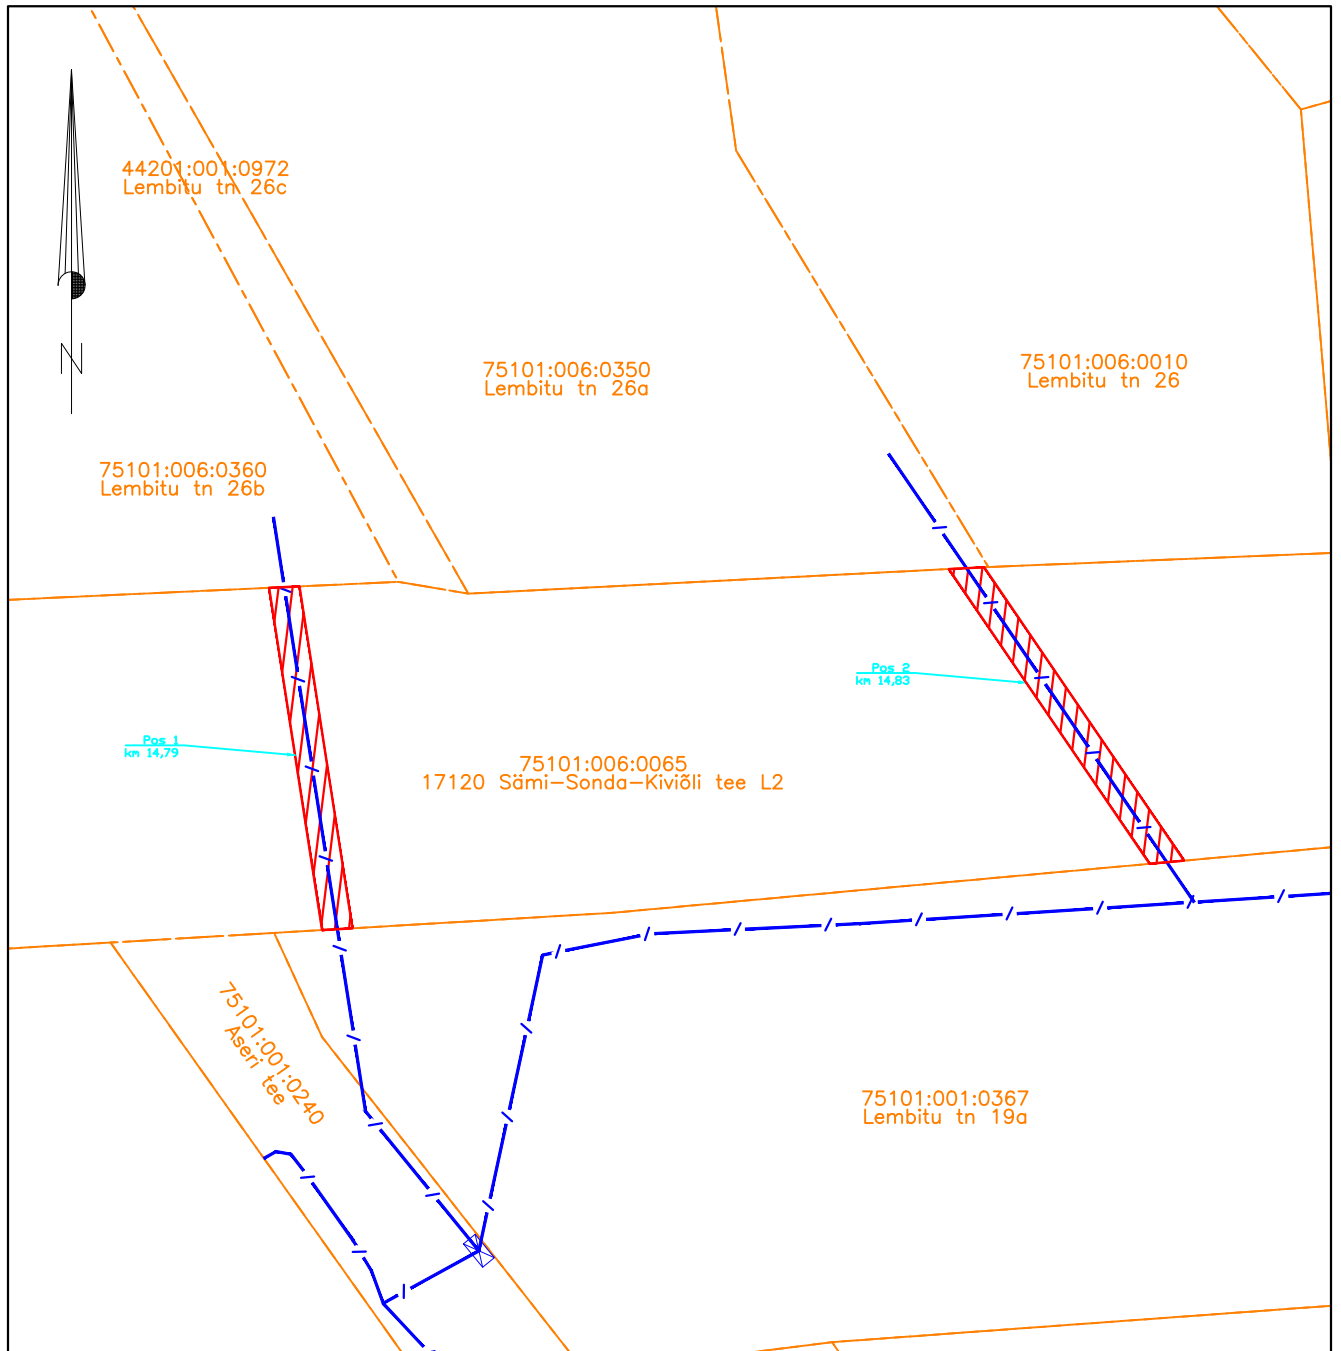 44201:001:0972
Lembitu tn 26c
N
75101:006:0350
Lembitu tn 26a
75101:006:0010
Lembitu tn 26
75101:006:0360
Lembitu tn 26b
Pos 2
km 14,83
Pos 1
km 14,79
75101:006:0065
17120 Sämi-Sonda-Kiviõli tee L2
75101:001:0240
Aseri tee
75101:001:0367
Lembitu tn 19a